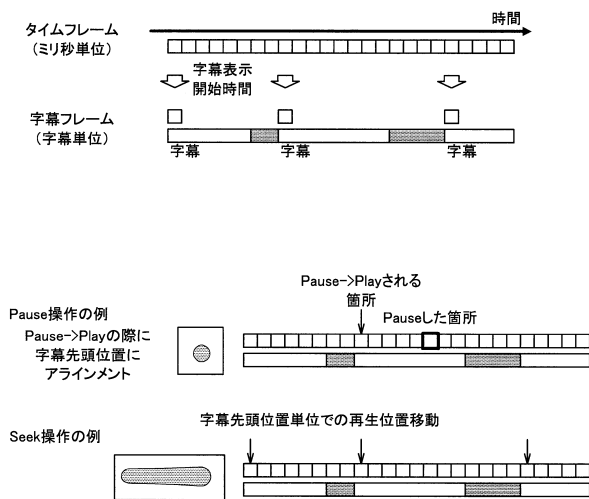 時間
タイムフレーム
(ミリ秒単位)
字幕表示
開始時間
字幕フレーム
(字幕単位)
字幕
字幕
字幕
Pause->Playされる
箇所
Pause操作の例
Pauseした箇所
Pause->Playの際に
字幕先頭位置に
アラインメント
字幕先頭位置単位での再生位置移動
Seek操作の例